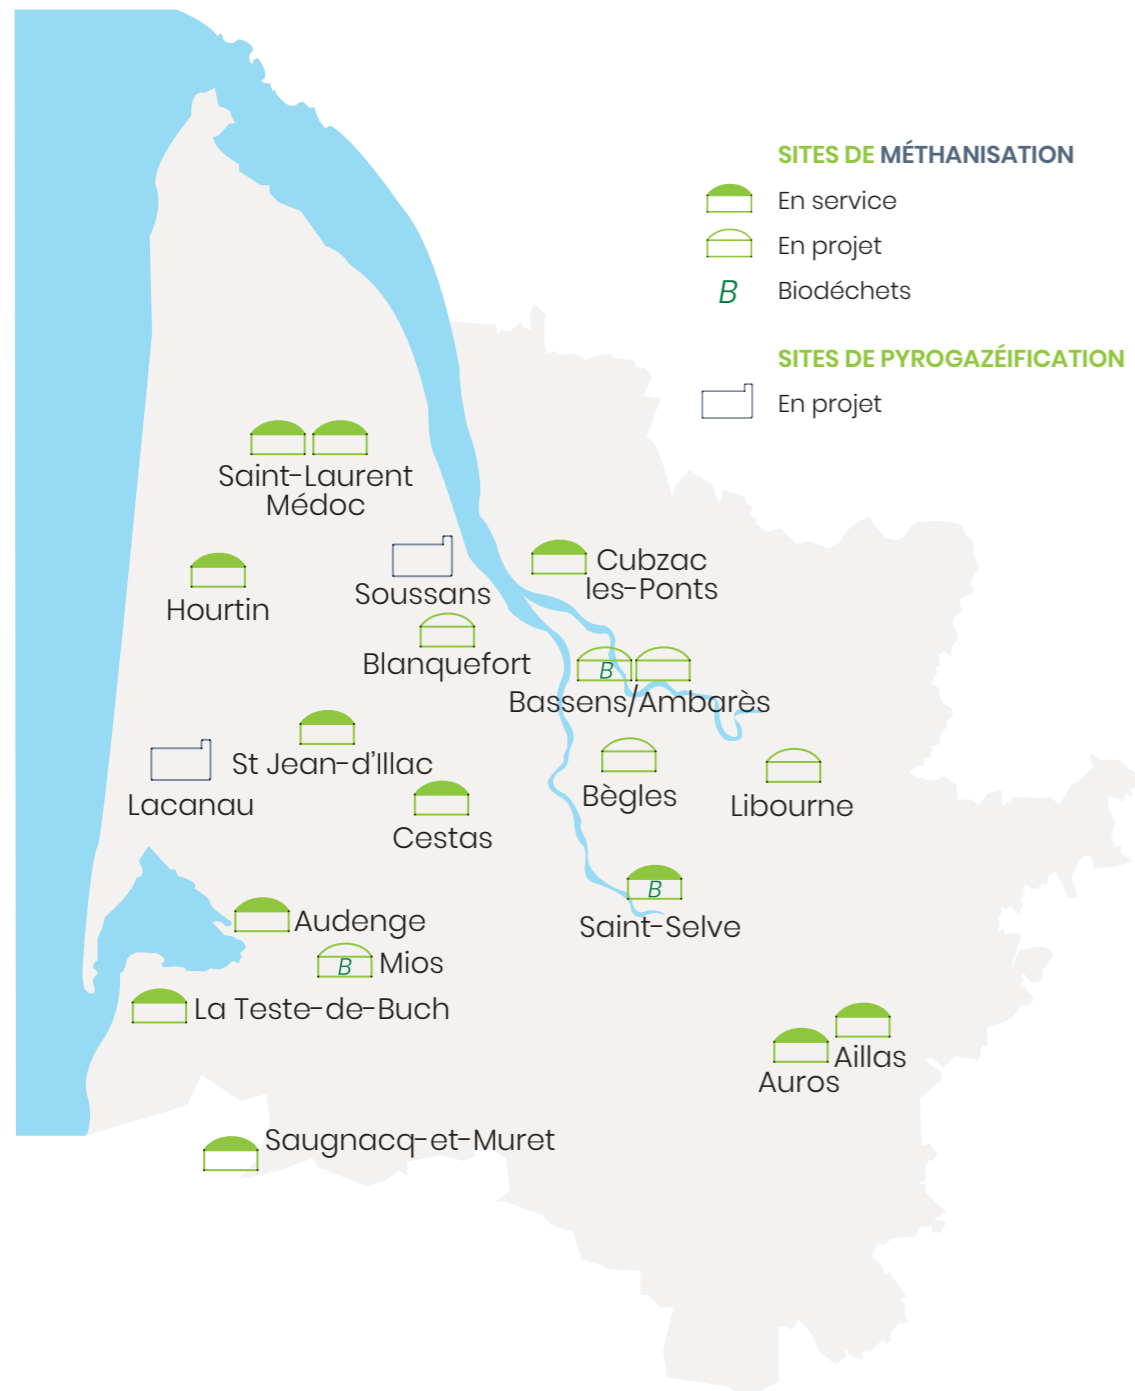 SITES DE MÉTHANISATION
En service
En projet
B
Biodéchets
SITES DE PYROGAZÉIFICATION
En projet
Saint-Laurent
Médoc
Hourtin
Soussans
Cubzac
les-Ponts
Blanquefort
B
Bassens/Ambarès
St Jean-d'Illac
Lacanau
Cestas
Bègles
Libourne
B
Saint-Selve
Audenge
B
Mios
La Teste-de-Buch
Aillas
Auros
Saugnacq-et-Muret